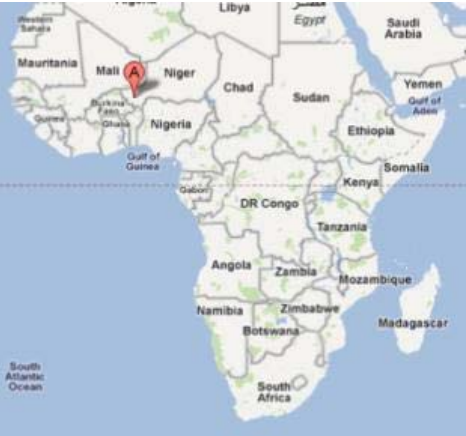 Libya
مصر
Egypt
Saudi
Arabia
Western
Sahara
Mauritania
Mali
A
Niger
Chad
Sudan
Yemen
Gulf of
Aden
Burkina
Faso
Guinea
Ghana
Nigeria
Ethiopia
Gulf of
Guinea
Somalia
Gabon
Kenya
DR Congo
Tanzania
Angola
Zambia
Mozambique
Namibia
Zimbabwe
Botswana
Madagascar
South
Atlantic
Ocean
South
Africa